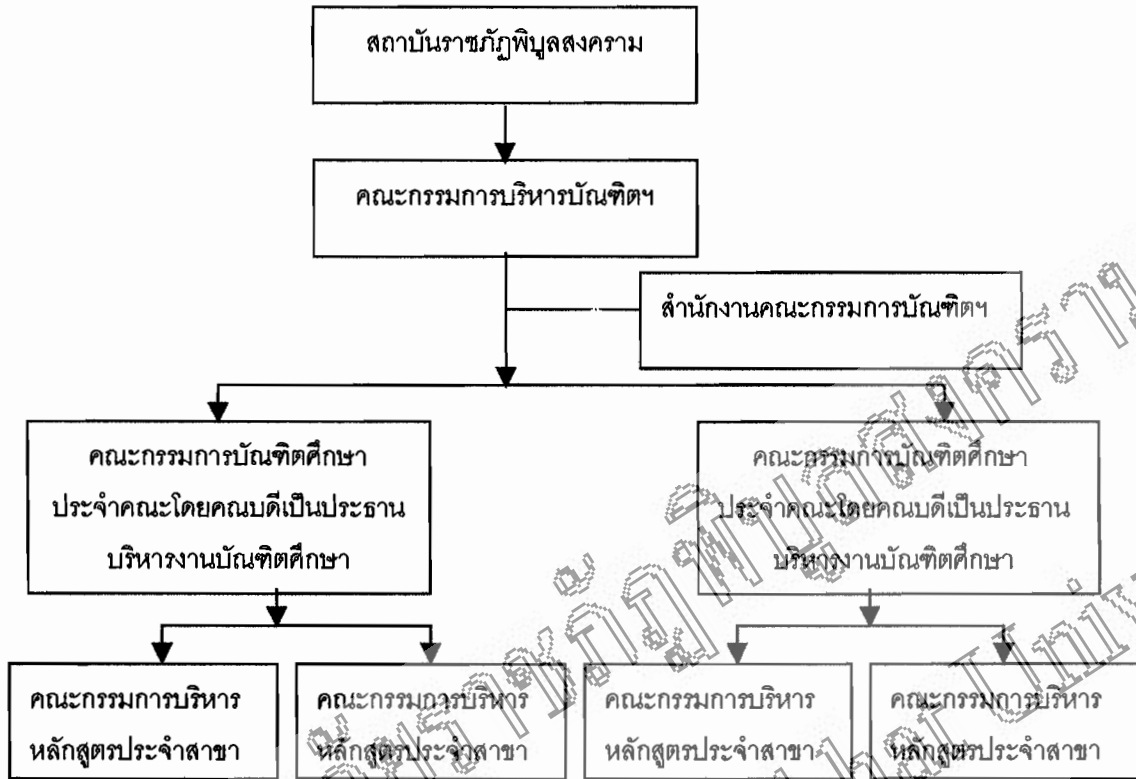 สถาบันราชภัฏพิบูลสงคราม
คณะกรรมการบริหารบัณฑิตฯ
สำนักงานคณะกรรมการบัณฑิตฯ
คณะกรรมการบัณฑิตศึกษา
ประจำคณะโดยคณบดีเป็นประธาน
บริหารงานบัณฑิตศึกษา
คณะกรรมการบัณฑิตศึกษา
ประจำคณะโดยคณบดีเป็นประธาน
บริหารงานบัณฑิตศึกษา
คณะกรรมการบริหาร
หลักสูตรประจำสาขา
คณะกรรมการบริหาร
หลักสูตรประจำสาขา
คณะกรรมการบริหาร
หลักสูตรประจำสาขา
คณะกรรมการบริหาร
หลักสูตรประจำสาขา
ราชภัฏพิบูลสงคราม